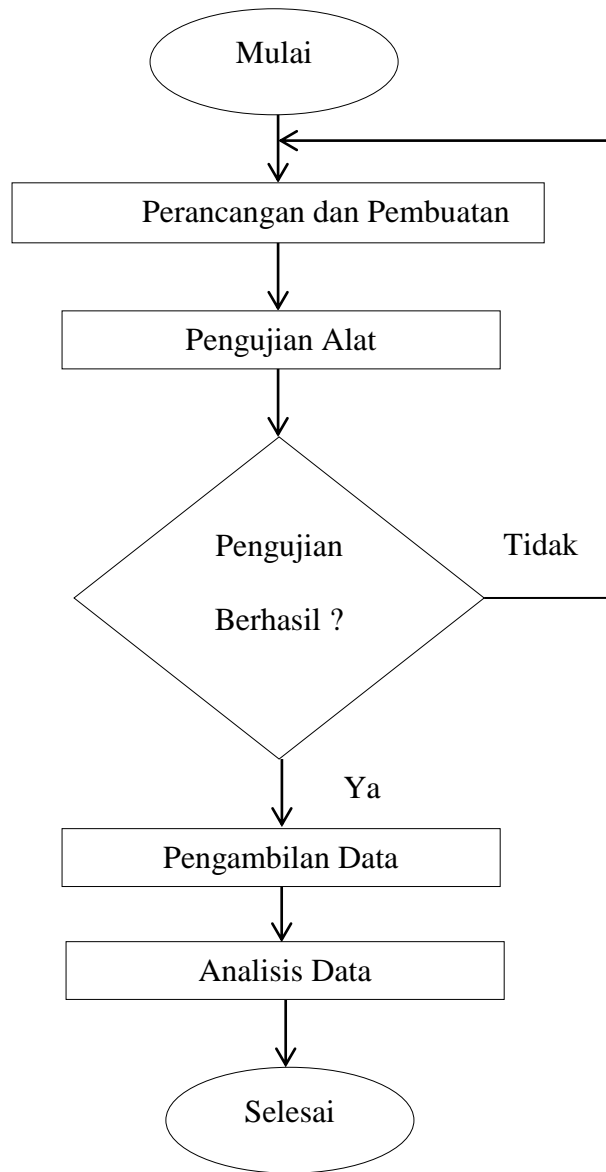 Mulai
Perancangan dan Pembuatan
Pengujian Alat
Pengujian
Berhasil ?
Tidak
Ya
Pengambilan Data
Analisis Data
Selesai